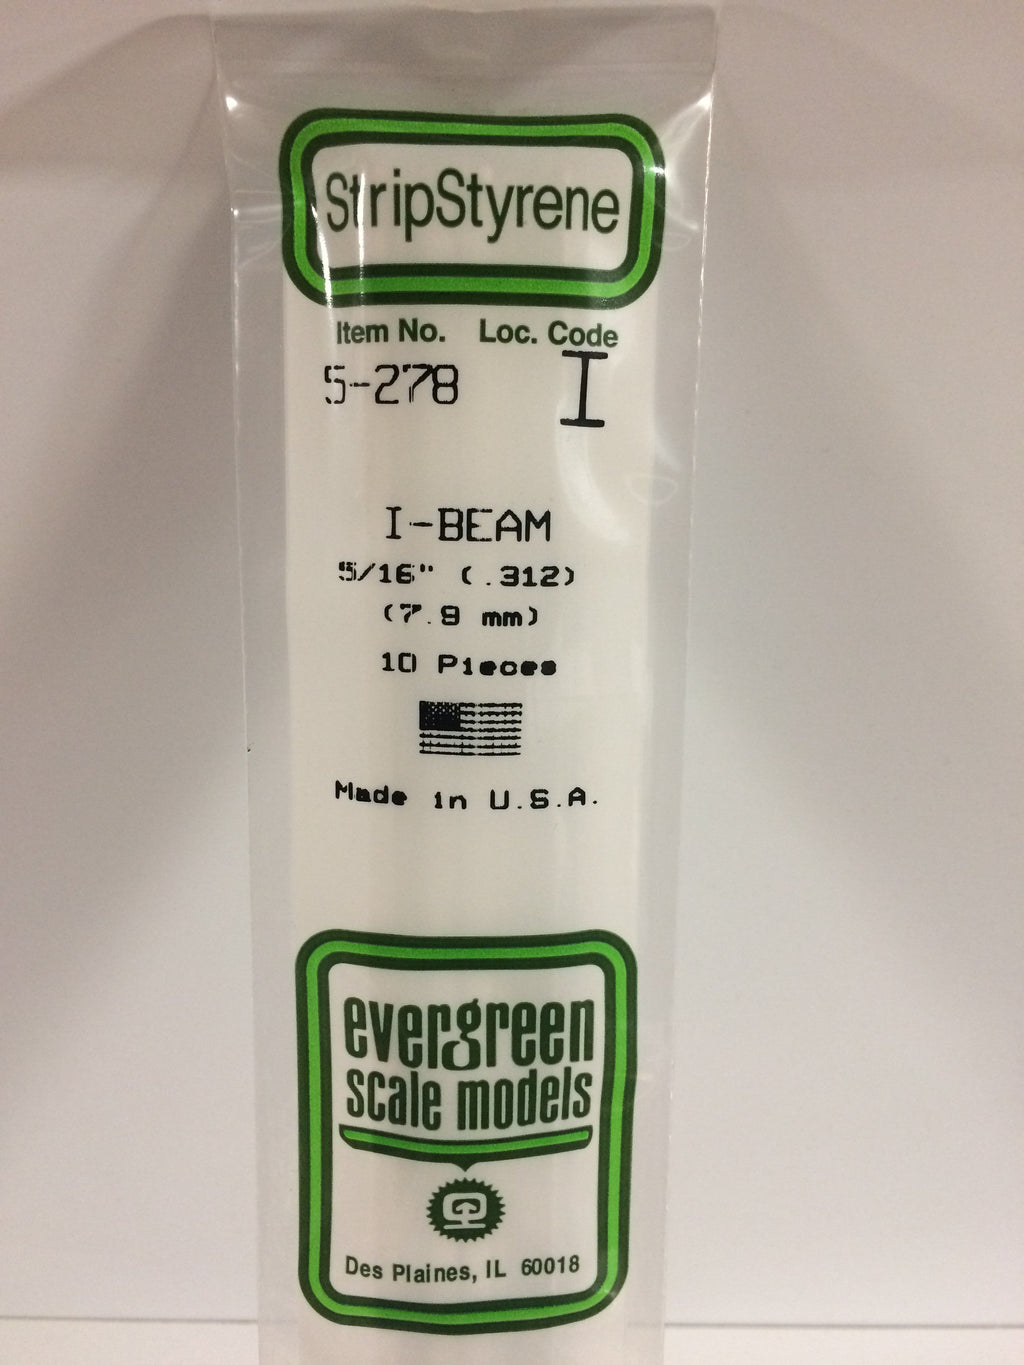 StripStyrene
Item No. Loc. Code
5-278 I
I-BEAM
5/16" (.312)
(7.9 mm)
10 Pieces
Made in U.S.A.
evergreen
scale models
Des Plaines, IL 60018